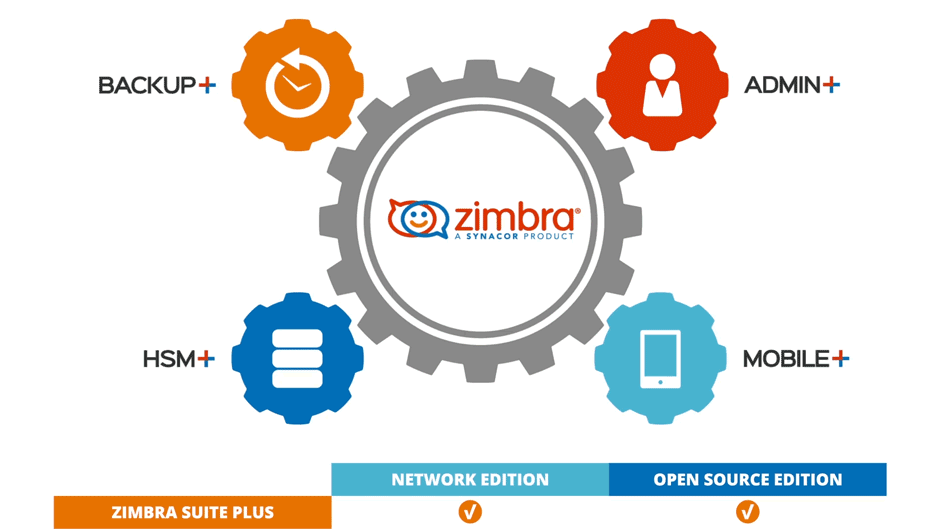 BACKUP+
ADMIN+
zimbra®
A SYNACOR PRODUCT
HSM+
MOBILE+
NETWORK EDITION
OPEN SOURCE EDITION
ZIMBRA SUITE PLUS